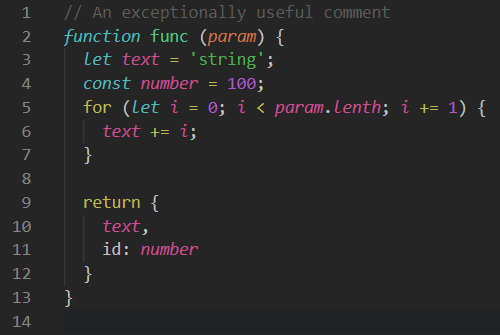 1 // An exceptionally useful comment
2 function func (param) {
3   let text = 'string';
4   const number = 100;
5   for (let i = 0; i < param.lenth; i += 1) {
6     text += i;
7   }
8
9   return {
10     text,
11     id: number
12   }
13 }
14